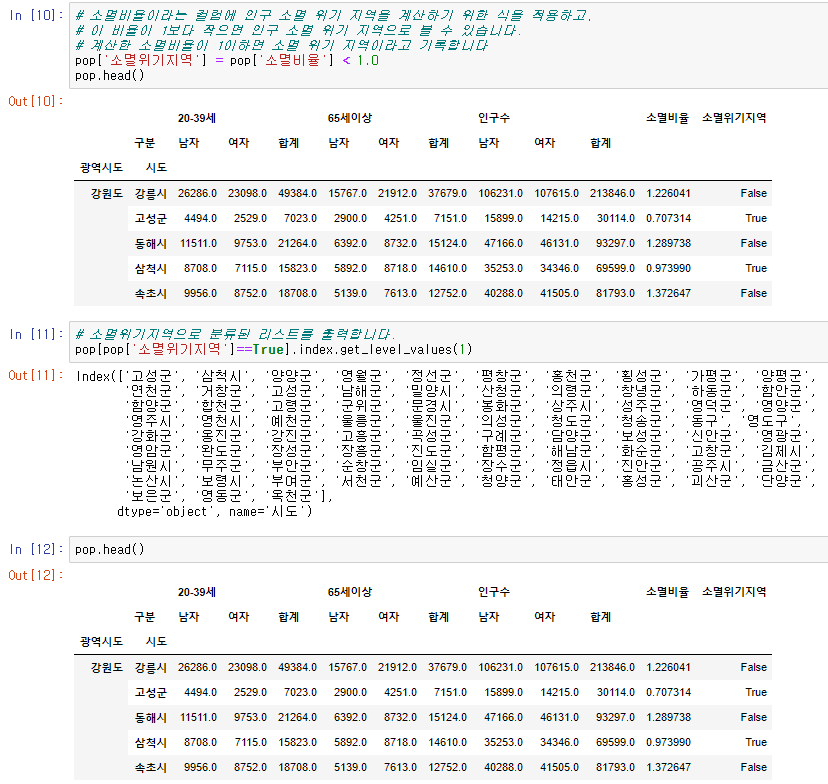 In [10]: # 소멸비율이라는 컬럼에 인구 소멸 위기 지역을 계산하기 위한 식을 적용하고,
# 이 비율이 1보다 작으면 인구 소멸 위기 지역으로 볼 수 있습니다.
# 계산한 소멸비율이 1이하면 소멸 위기 지역이라고 기록합니다
pop['소멸위기지역'] = pop['소멸비율'] < 1.0
pop.head()
Out[10]:
20-39세 65세이상 인구수 소멸비율 소멸위기지역
구분 남자 여자 합계 남자 여자 합계 남자 여자 합계
광역시도 시도
강원도 강릉시 26286.0 23098.0 49384.0 15767.0 21912.0 37679.0 106231.0 107615.0 213846.0 1.226041 False
고성군 4494.0 2529.0 7023.0 2900.0 4251.0 7151.0 15899.0 14215.0 30114.0 0.707314 True
동해시 11511.0 9753.0 21264.0 6392.0 8732.0 15124.0 47166.0 46131.0 93297.0 1.289738 False
삼척시 8708.0 7115.0 15823.0 5892.0 8718.0 14610.0 35253.0 34346.0 69599.0 0.973990 True
속초시 9956.0 8752.0 18708.0 5139.0 7613.0 12752.0 40288.0 41505.0 81793.0 1.372647 False
In [11]: # 소멸위기지역으로 분류된 리스트를 출력합니다.
pop[pop['소멸위기지역']==True].index.get_level_values(1)
Out[11]: Index(['고성군', '삼척시', '양양군', '영월군', '정선군', '평창군', '홍천군', '횡성군', '가평군', '양평군',
'연천군', '거창군', '고성군', '남해군', '밀양시', '산청군', '의령군', '창녕군', '하동군', '함안군',
'함양군', '합천군', '고령군', '군위군', '문경시', '봉화군', '상주시', '성주군', '영덕군', '영양군',
'영주시', '영천시', '예천군', '울릉군', '울진군', '의성군', '청도군', '청송군', '동구', '영도구',
'강화군', '옹진군', '강진군', '고흥군', '곡성군', '구례군', '담양군', '보성군', '신안군', '영광군',
'영암군', '완도군', '장성군', '장흥군', '진도군', '함평군', '해남군', '화순군', '고창군', '김제시',
'남원시', '무주군', '부안군', '순창군', '임실군', '장수군', '정읍시', '진안군', '공주시', '금산군',
'논산시', '보령시', '부여군', '서천군', '예산군', '청양군', '태안군', '홍성군', '괴산군', '단양군',
'보은군', '영동군', '옥천군'],
dtype='object', name='시도')
In [12]: pop.head()
Out[12]:
20-39세 65세이상 인구수 소멸비율 소멸위기지역
구분 남자 여자 합계 남자 여자 합계 남자 여자 합계
광역시도 시도
강원도 강릉시 26286.0 23098.0 49384.0 15767.0 21912.0 37679.0 106231.0 107615.0 213846.0 1.226041 False
고성군 4494.0 2529.0 7023.0 2900.0 4251.0 7151.0 15899.0 14215.0 30114.0 0.707314 True
동해시 11511.0 9753.0 21264.0 6392.0 8732.0 15124.0 47166.0 46131.0 93297.0 1.289738 False
삼척시 8708.0 7115.0 15823.0 5892.0 8718.0 14610.0 35253.0 34346.0 69599.0 0.973990 True
속초시 9956.0 8752.0 18708.0 5139.0 7613.0 12752.0 40288.0 41505.0 81793.0 1.372647 False